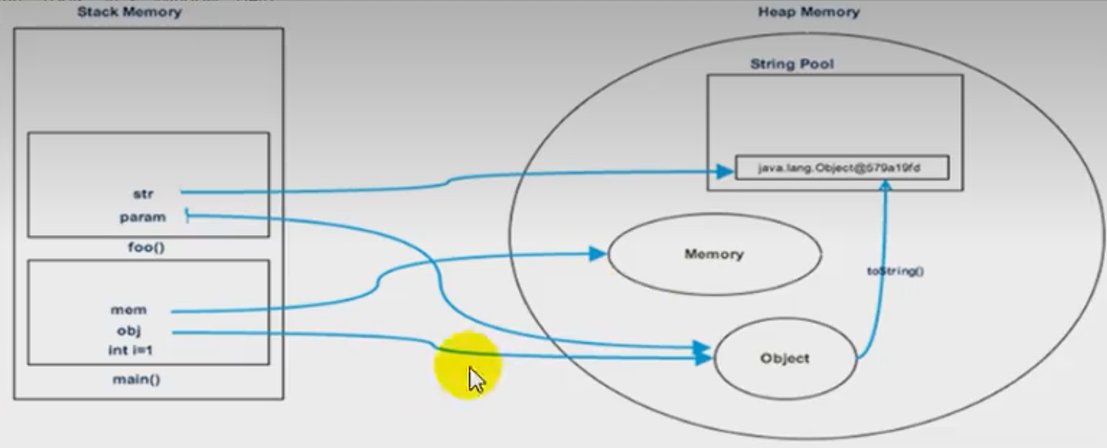 Stack Memory
Heap Memory
String Pool
java.lang.Object@579a19fd
str
param
foo()
Memory
toString()
mem
obj
int i=1
main()
Object